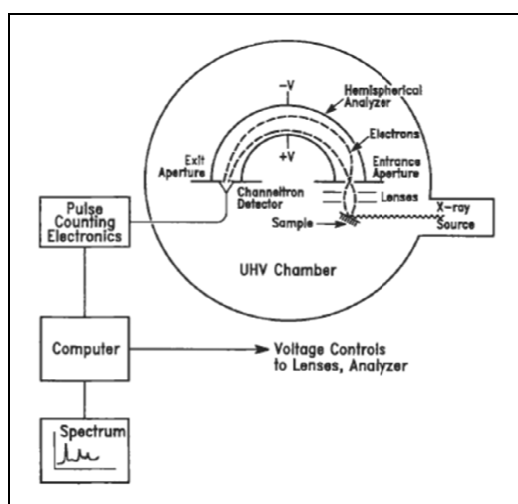 -V
Hemispherical
Analyzer
Electrons
Exit
Aperture
+V
Entrance
Aperture
Channeltron
Detector
Lenses
X-ray
Source
Sample
Pulse
Counting
Electronics
UHV Chamber
Computer
Voltage Controls
to Lenses, Analyzer
Spectrum